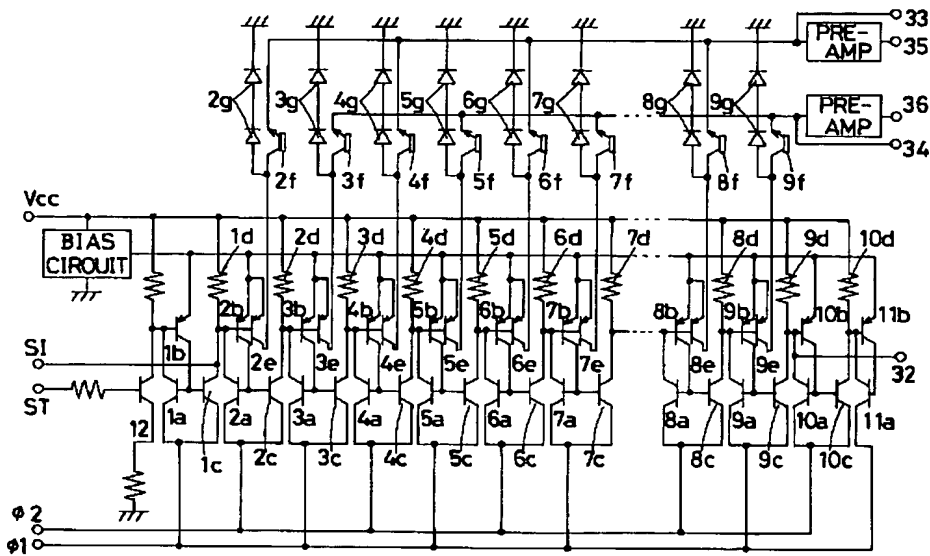 33
PRE-
AMP
35
2g 3g 4g 5g 6g 7g 8g 9g
PRE-
AMP
36
34
2f 3f 4f 5f 6f 7f 8f 9f
Vcc
BIAS
CIRCUIT
1d 2d 3d 4d 5d 6d 7d 8d 9d 10d
1b 2b 3b 4b 5b 6b 7b 8b 9b 10b 11b
2e 3e 4e 5e 6e 7e 8e 9e
SI
32
ST
12 1a 2a 3a 4a 5a 6a 7a 8a 9a 10a 11a
1c 2c 3c 4c 5c 6c 7c 8c 9c 10c
φ2
φ1